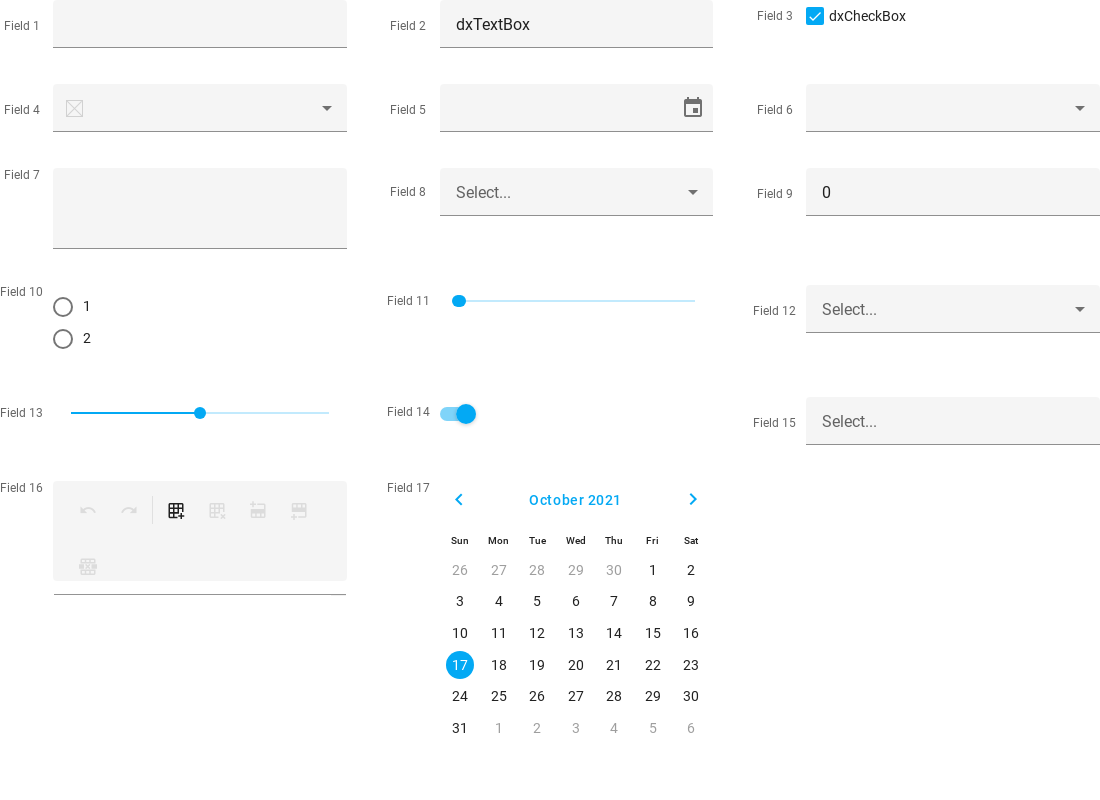 Field 1
Field 2 dxTextBox
Field 3 dxCheckBox
Field 4
Field 5
Field 6
Field 7
Field 8 Select...
Field 9 0
Field 10 1
2
Field 11
Field 12 Select...
Field 13
Field 14
Field 15 Select...
Field 16
Field 17
October 2021
Sun Mon Tue Wed Thu Fri Sat
26 27 28 29 30 1 2
3 4 5 6 7 8 9
10 11 12 13 14 15 16
17 18 19 20 21 22 23
24 25 26 27 28 29 30
31 1 2 3 4 5 6